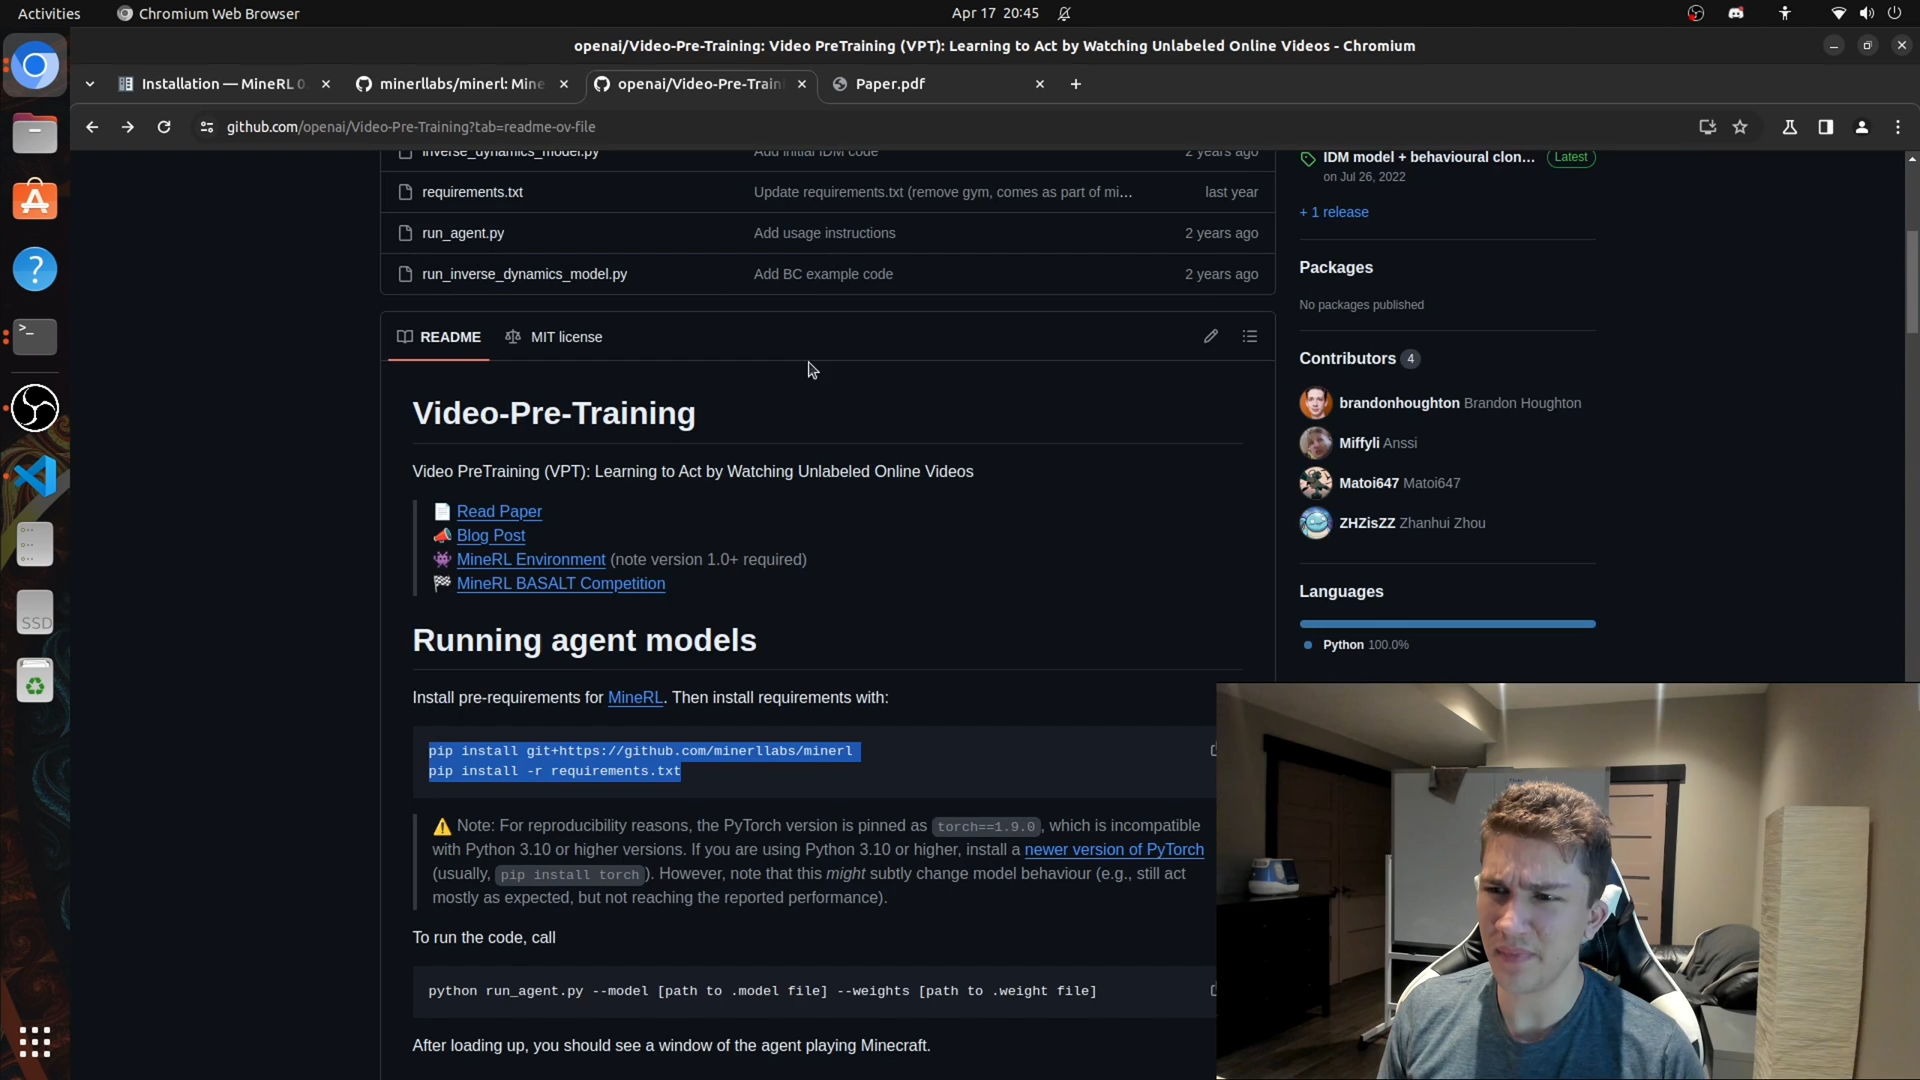 Activities
Chromium Web Browser
Apr 17 20:45
openai/Video-Pre-Training: Video PreTraining (VPT): Learning to Act by Watching Unlabeled Online Videos - Chromium
Installation — MineRL 0.
minerllabs/minerl: Mine
openai/Video-Pre-Train
Paper.pdf
github.com/openai/Video-Pre-Training?tab=readme-ov-file
inverse_dynamics_model.py Add initial IDM code 2 years ago
requirements.txt Update requirements.txt (remove gym, comes as part of mi... last year
run_agent.py Add usage instructions 2 years ago
run_inverse_dynamics_model.py Add BC example code 2 years ago
README
MIT license
Video-Pre-Training
Video PreTraining (VPT): Learning to Act by Watching Unlabeled Online Videos
Read Paper
Blog Post
MineRL Environment (note version 1.0+ required)
MineRL BASALT Competition
Running agent models
Install pre-requirements for MineRL. Then install requirements with:
pip install git+https://github.com/minerllabs/minerl
pip install -r requirements.txt
Note: For reproducibility reasons, the PyTorch version is pinned as torch==1.9.0, which is incompatible
with Python 3.10 or higher versions. If you are using Python 3.10 or higher, install a newer version of PyTorch
(usually, pip install torch). However, note that this might subtly change model behaviour (e.g., still act
mostly as expected, but not reaching the reported performance).
To run the code, call
python run_agent.py --model [path to .model file] --weights [path to .weight file]
After loading up, you should see a window of the agent playing Minecraft.
IDM model + behavioural clon... Latest
on Jul 26, 2022
+ 1 release
Packages
No packages published
Contributors 4
brandonhoughton Brandon Houghton
Miffyli Anssi
Matoi647 Matoi647
ZHZisZZ Zhanhui Zhou
Languages
Python 100.0%
SSD